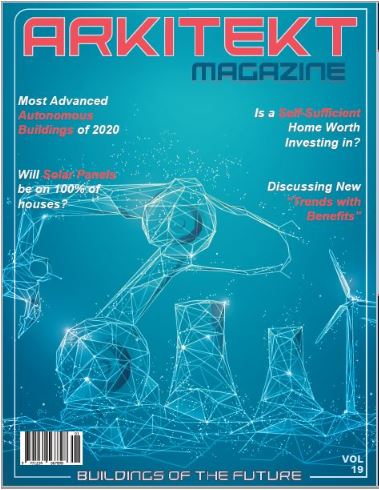 ARKITEKT
MAGAZINE
Most Advanced
Autonomous
Buildings of 2020
Is a Self-Sufficient
Home Worth
Investing in?
Will Solar Panels
be on 100% of
houses?
Discussing New
"Trends with
Benefits"
VOL
19
BUILDINGS OF THE FUTURE